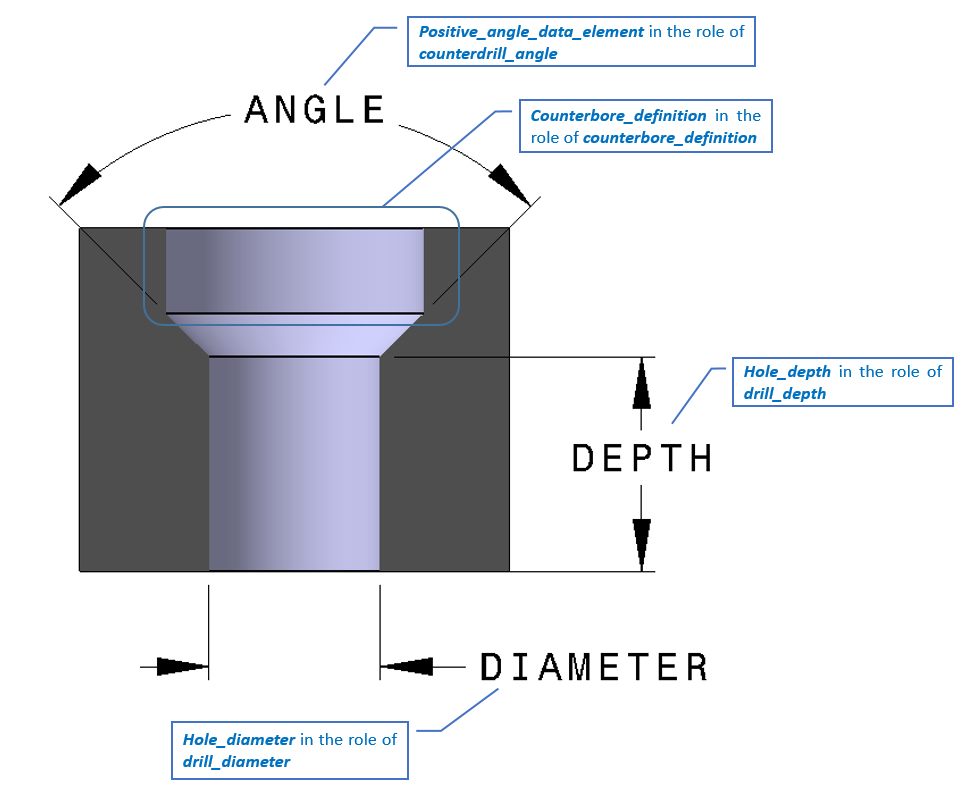 Positive_angle_data_element in the role of
counterdrill_angle
ANGLE
Counterbore_definition in the
role of counterbore_definition
Hole_depth in the role of
drill_depth
DEPTH
DIAMETER
Hole_diameter in the role of
drill_diameter